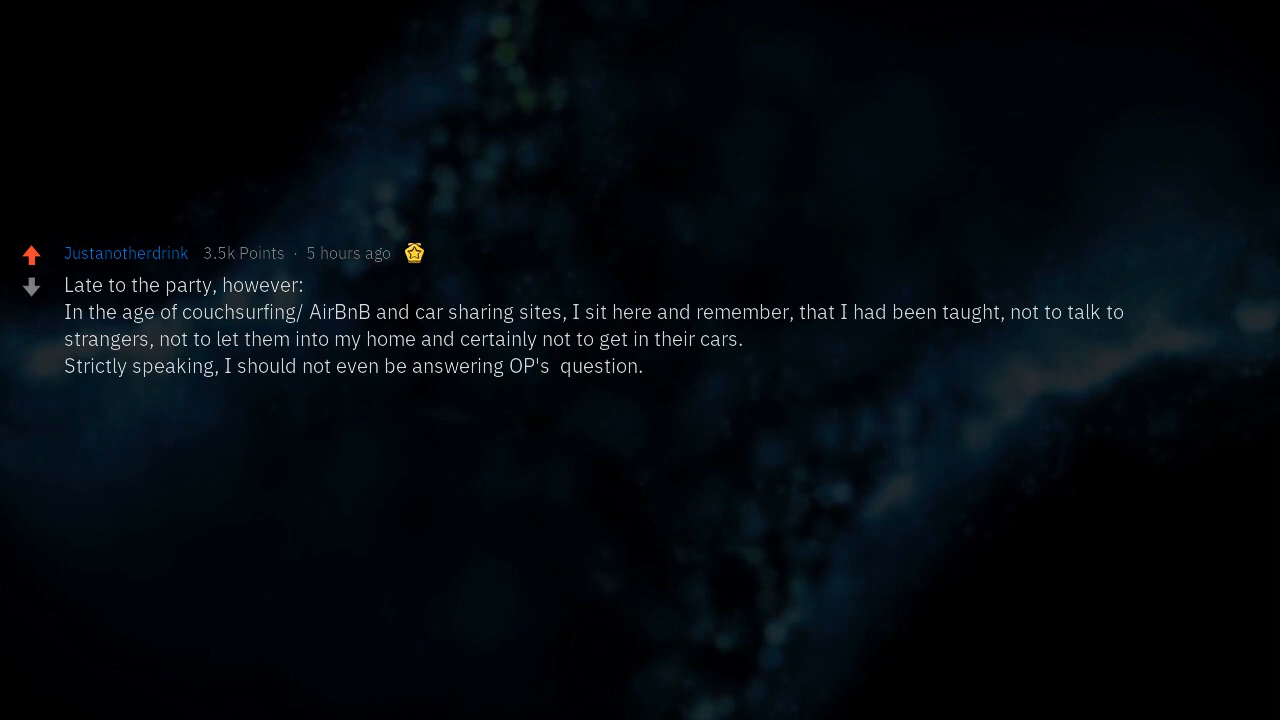 Justanotherdrink 3.5k Points · 5 hours ago
Late to the party, however:
In the age of couchsurfing/ AirBnB and car sharing sites, I sit here and remember, that I had been taught, not to talk to
strangers, not to let them into my home and certainly not to get in their cars.
Strictly speaking, I should not even be answering OP's  question.